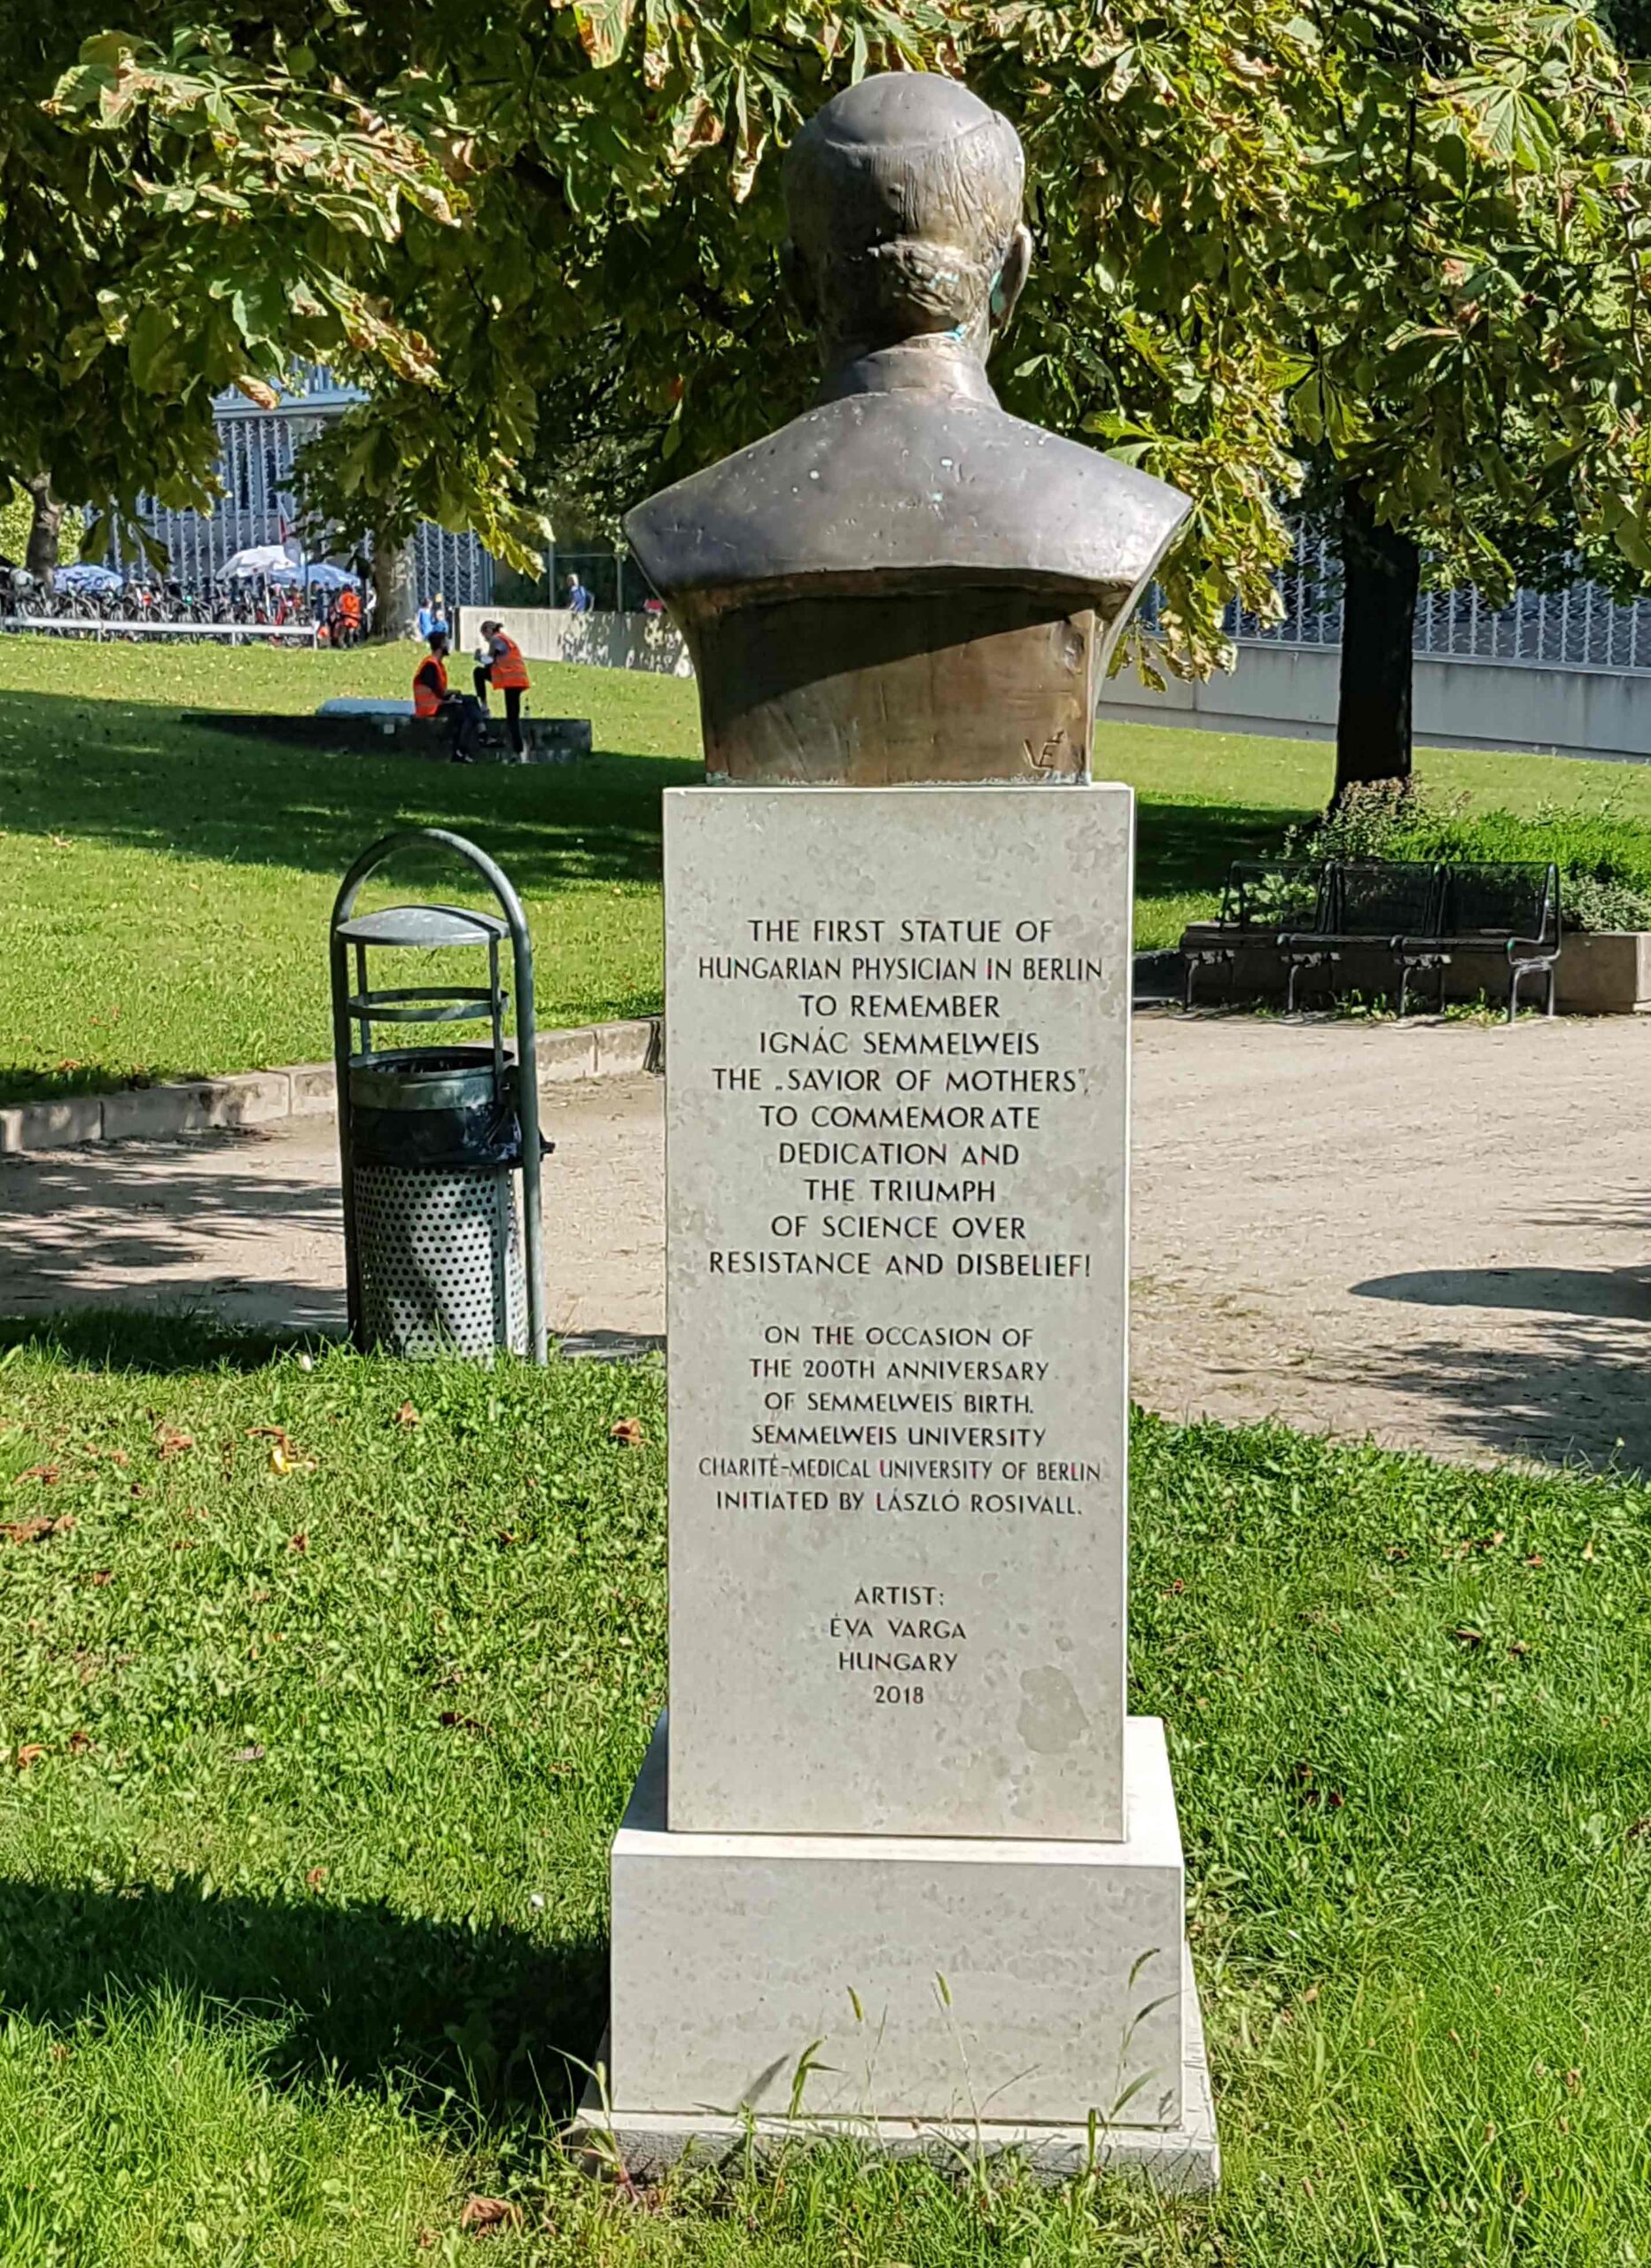 VÉ
THE FIRST STATUE OF
HUNGARIAN PHYSICIAN IN BERLIN
TO REMEMBER
IGNÁC SEMMELWEIS
THE „SAVIOR OF MOTHERS”,
TO COMMEMORATE
DEDICATION AND
THE TRIUMPH
OF SCIENCE OVER
RESISTANCE AND DISBELIEF!
ON THE OCCASION OF
THE 200TH ANNIVERSARY
OF SEMMELWEIS BIRTH.
SEMMELWEIS UNIVERSITY
CHARITÉ-MEDICAL UNIVERSITY OF BERLIN
INITIATED BY LÁSZLÓ ROSIVALL.
ARTIST:
ÉVA VARGA
HUNGARY
2018